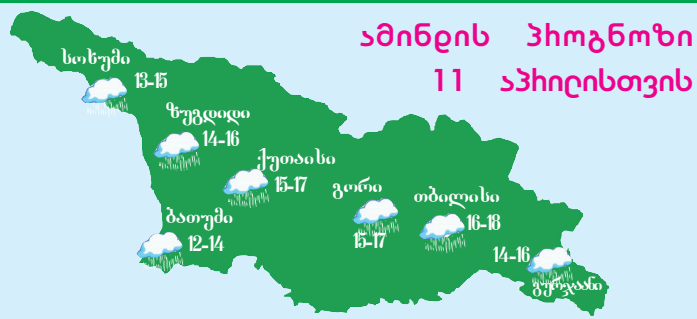 ამინდის პროგნოზი
11 აპრილისთვის
სოხუმი
13-15
ზუგდიდი
14-16
ქუთაისი
15-17
გორი
15-17
თბილისი
16-18
ბათუმი
12-14
14-16
გურჯაანი